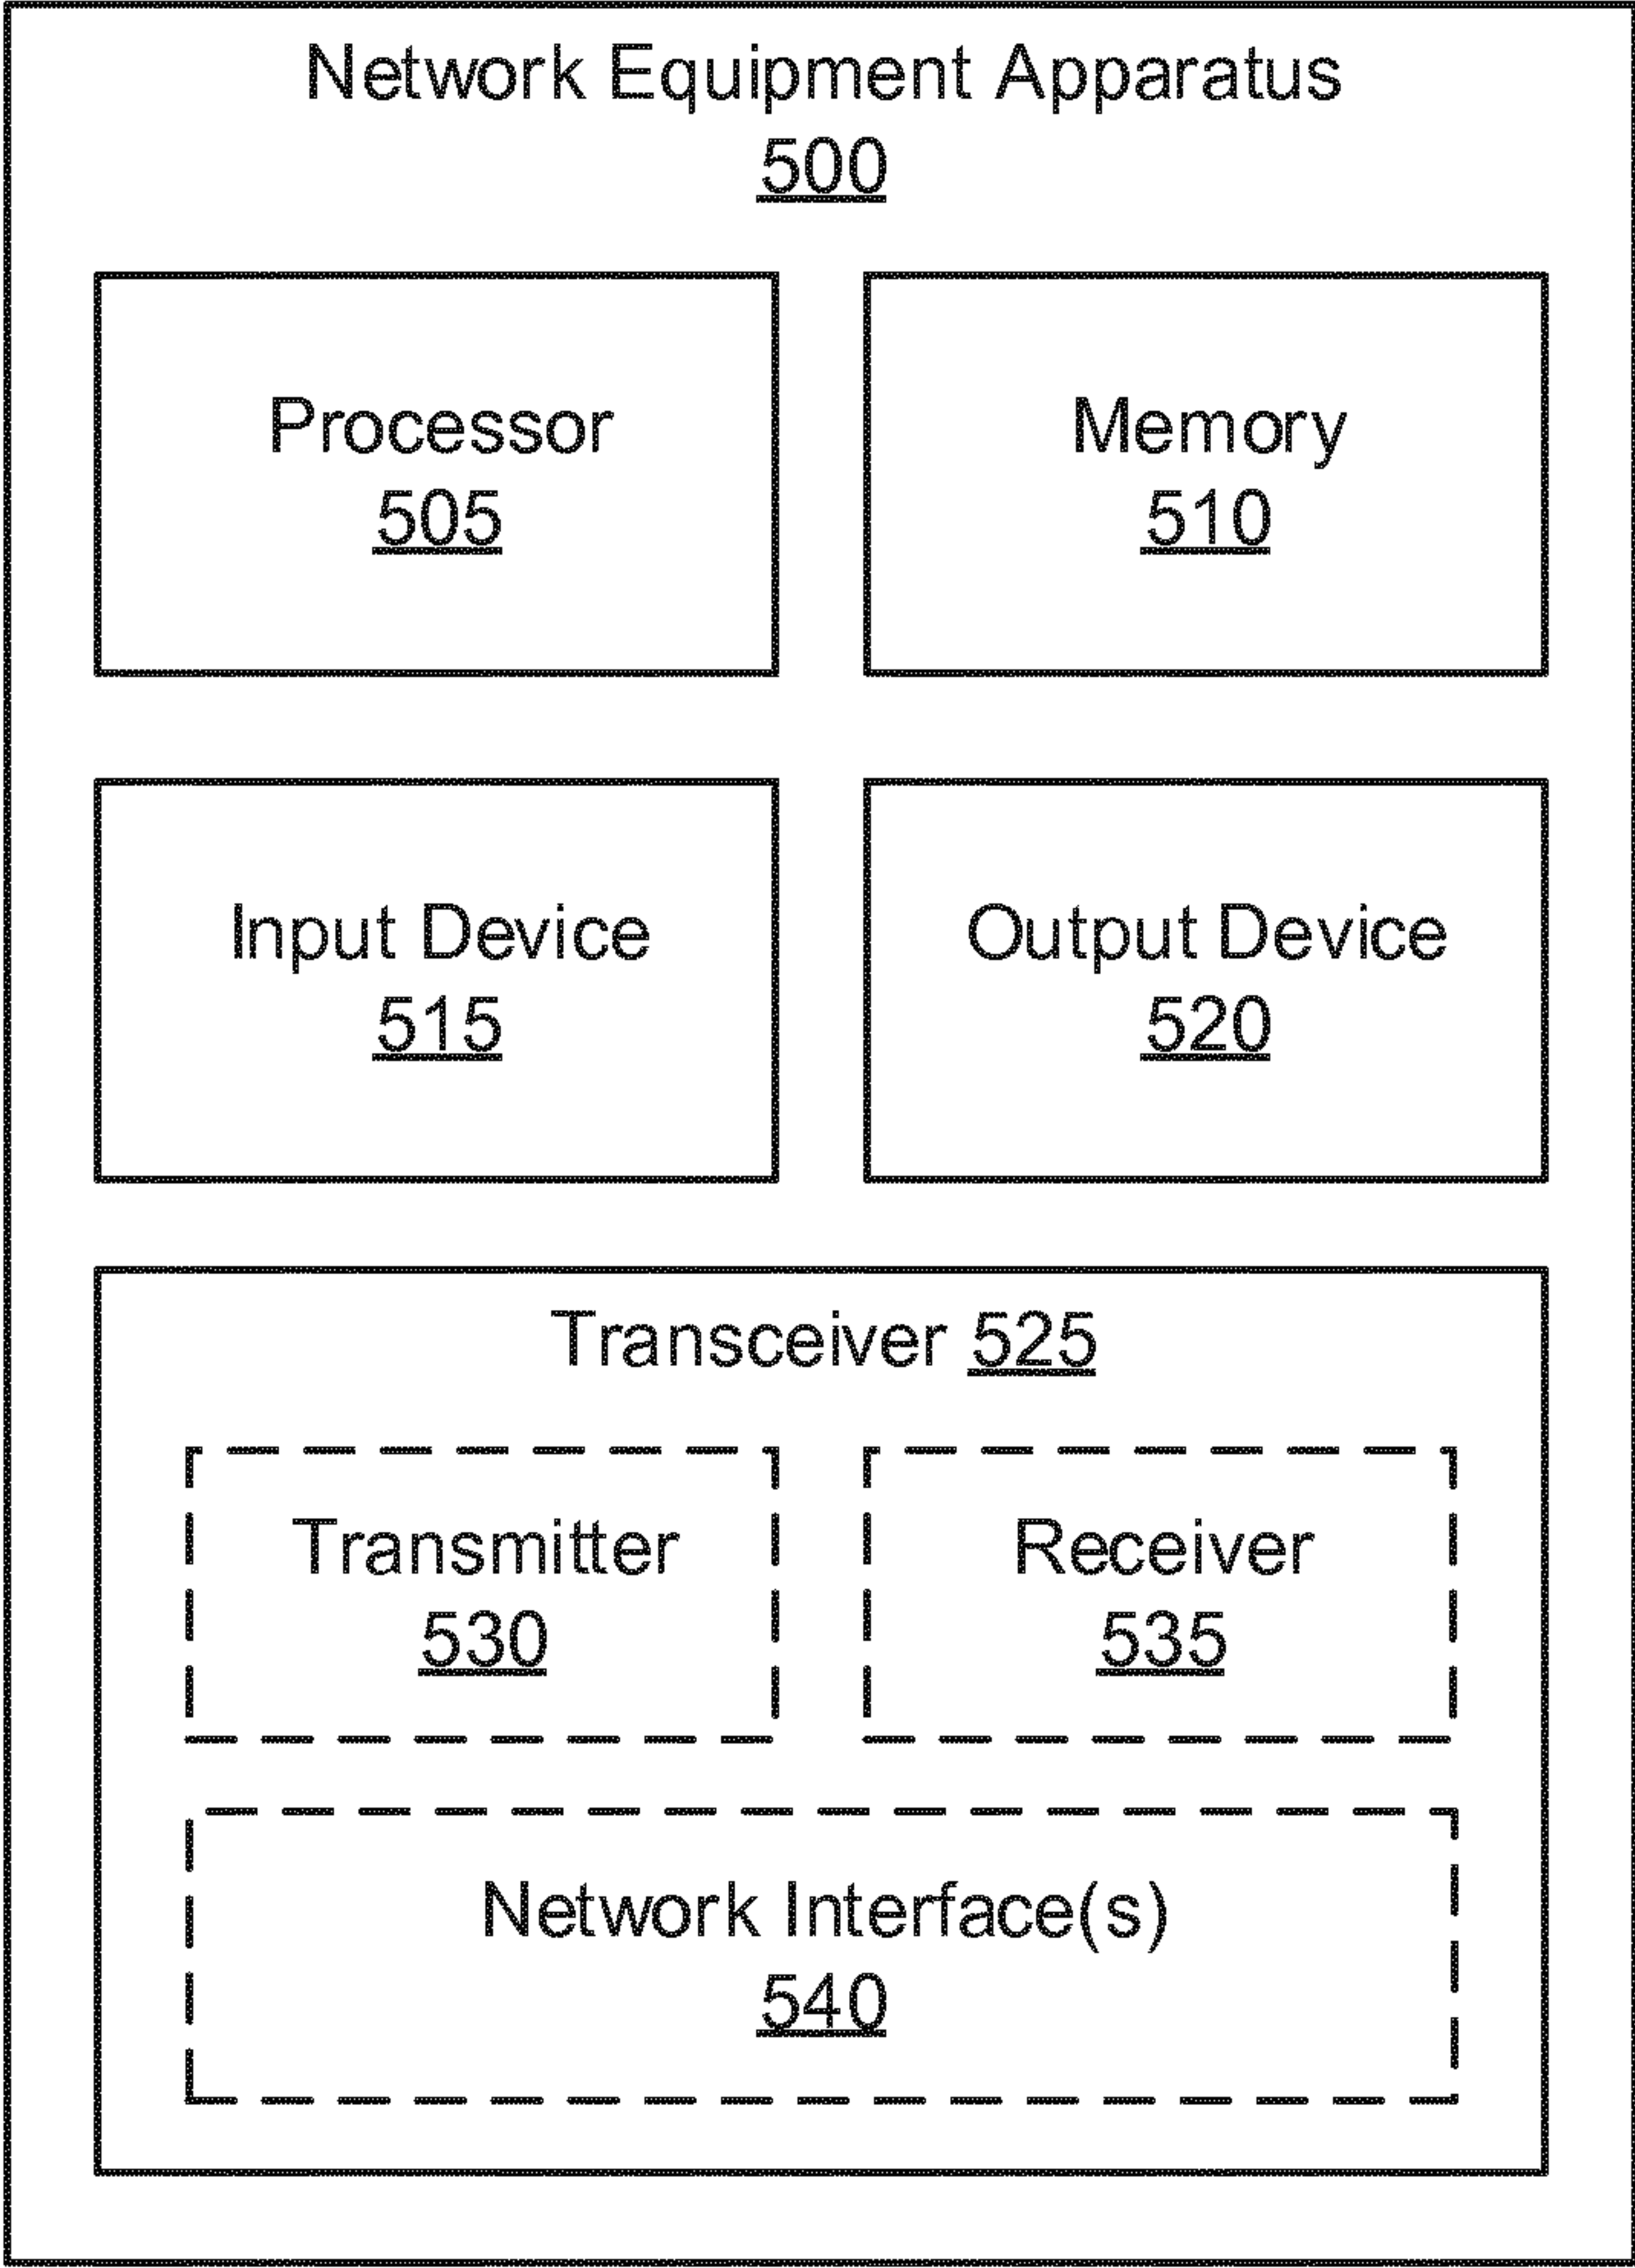 Network Equipment Apparatus
500
Processor
505
Memory
510
Input Device
515
Output Device
520
Transceiver 525
Transmitter
530
Receiver
535
Network Interface(s)
540